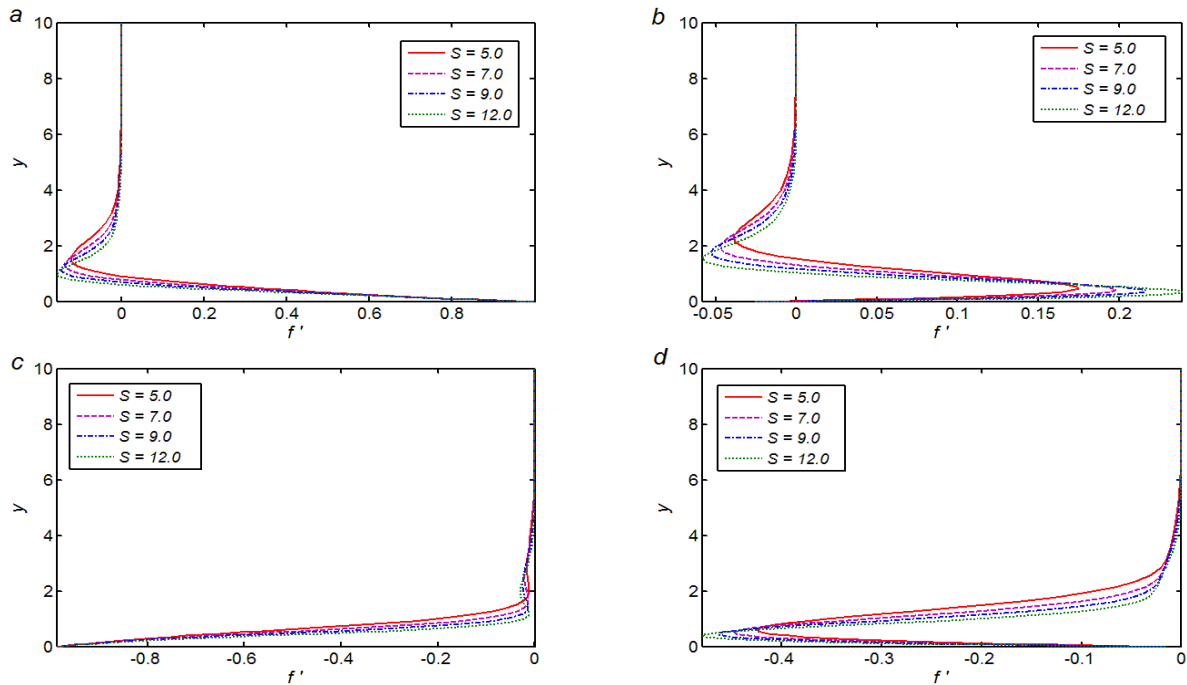 a
10
8
6
4
2
0
y
0
0.2
0.4
0.6
0.8
f '
S = 5.0
S = 7.0
S = 9.0
S = 12.0
b
10
8
6
4
2
0
y
-0.05
0
0.05
0.1
0.15
0.2
f '
S = 5.0
S = 7.0
S = 9.0
S = 12.0
c
10
8
6
4
2
0
y
-0.8
-0.6
-0.4
-0.2
0
f '
S = 5.0
S = 7.0
S = 9.0
S = 12.0
d
10
8
6
4
2
0
y
-0.4
-0.3
-0.2
-0.1
0
f '
S = 5.0
S = 7.0
S = 9.0
S = 12.0